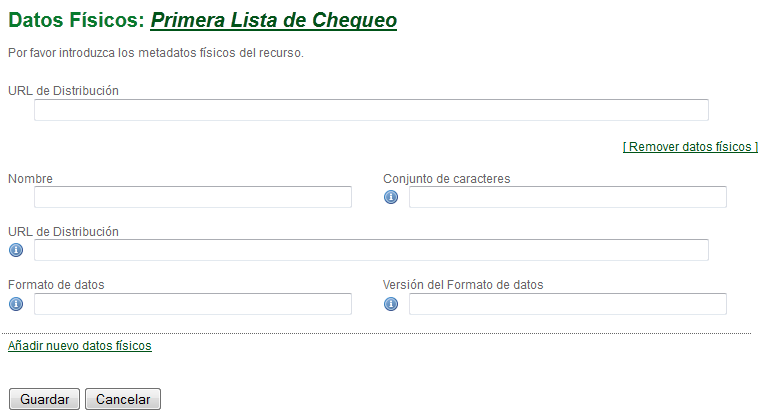 Datos Físicos: Primera Lista de Chequeo
Por favor introduzca los metadatos físicos del recurso.
URL de Distribución
[ Remover datos físicos ]
Nombre Conjunto de caracteres
URL de Distribución
Formato de datos Versión del Formato de datos
Añadir nuevo datos físicos
Guardar Cancelar